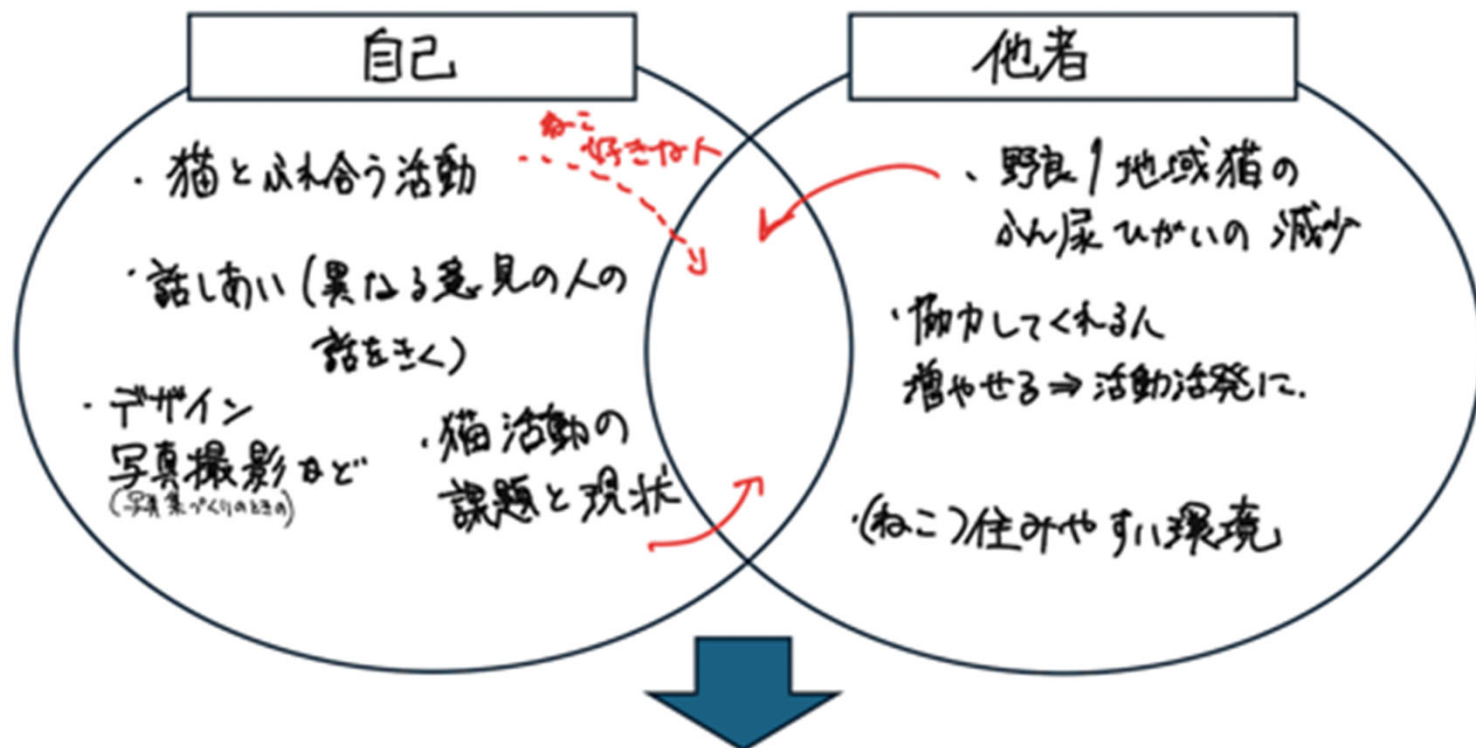 自己
・猫とふれ合う活動
・話しあい(異なる意見の人の
話をきく)
・デザイン
写真撮影など
(写真集づくりのときの)
・猫活動の
課題と現状
ねこ
好きな人
他者
・野良/地域猫の
ふん尿ひがいの減少
・協力してくれる人
増やせる⇒活動活発に.
・(ねこ)住みやすい環境